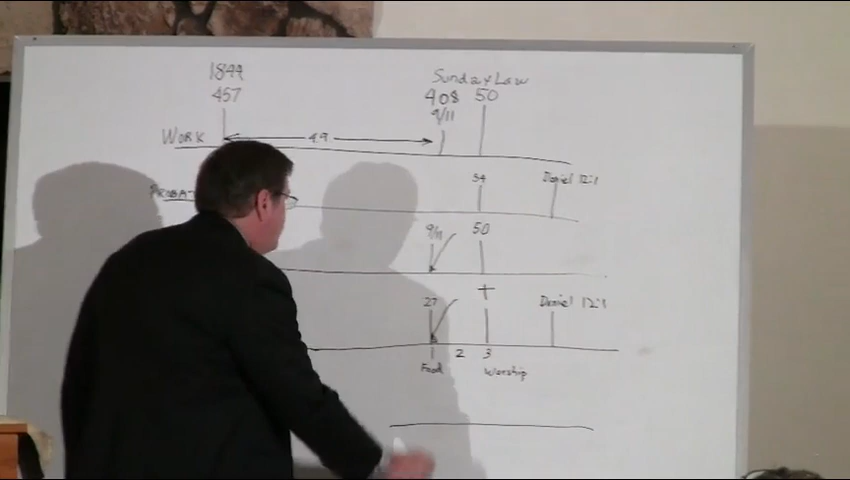 1844
Sunday Law
457
408 50
9/11
WORK
49
34
Daniel 12:1
9/11 50
27
Daniel 12:1
2 3
Food
Worship